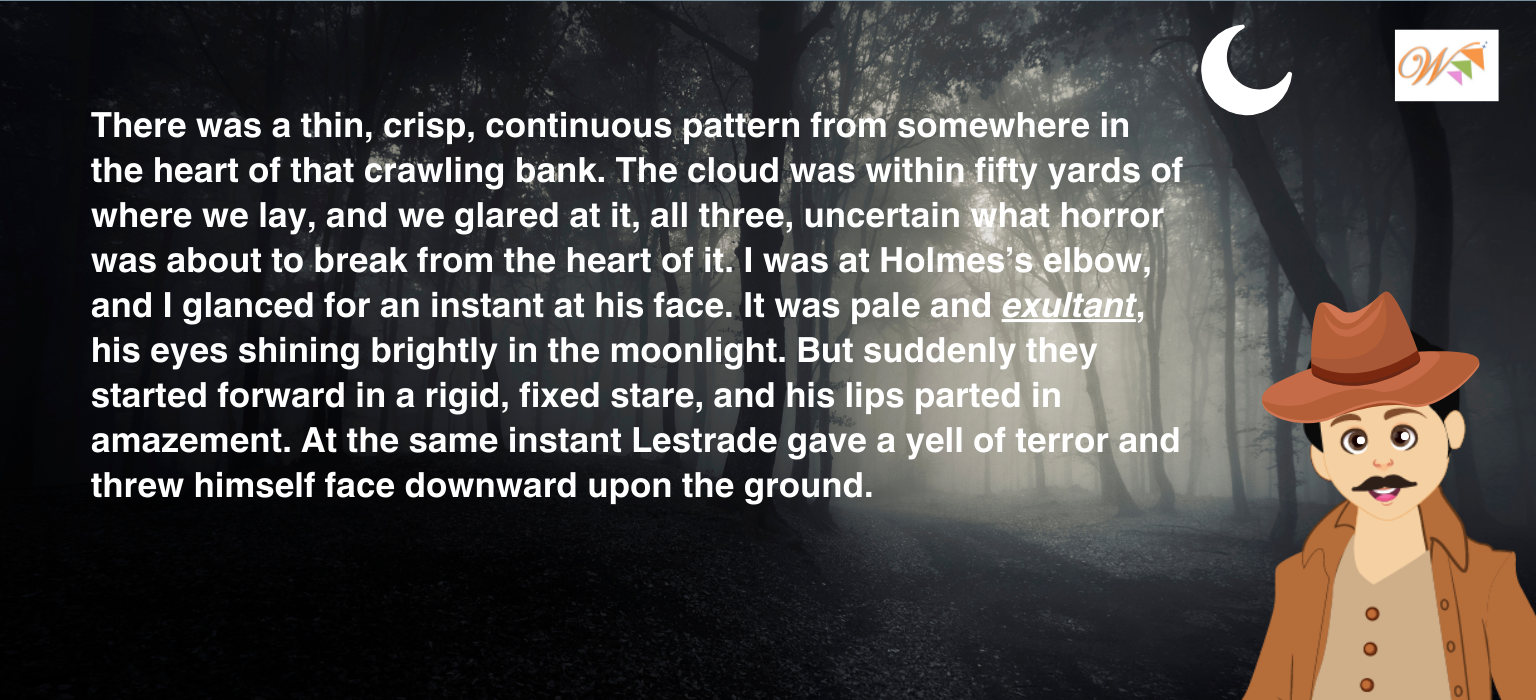 W
There was a thin, crisp, continuous pattern from somewhere in
the heart of that crawling bank. The cloud was within fifty yards of
where we lay, and we glared at it, all three, uncertain what horror
was about to break from the heart of it. I was at Holmes’s elbow,
and I glanced for an instant at his face. It was pale and exultant,
his eyes shining brightly in the moonlight. But suddenly they
started forward in a rigid, fixed stare, and his lips parted in
amazement. At the same instant Lestrade gave a yell of terror and
threw himself face downward upon the ground.